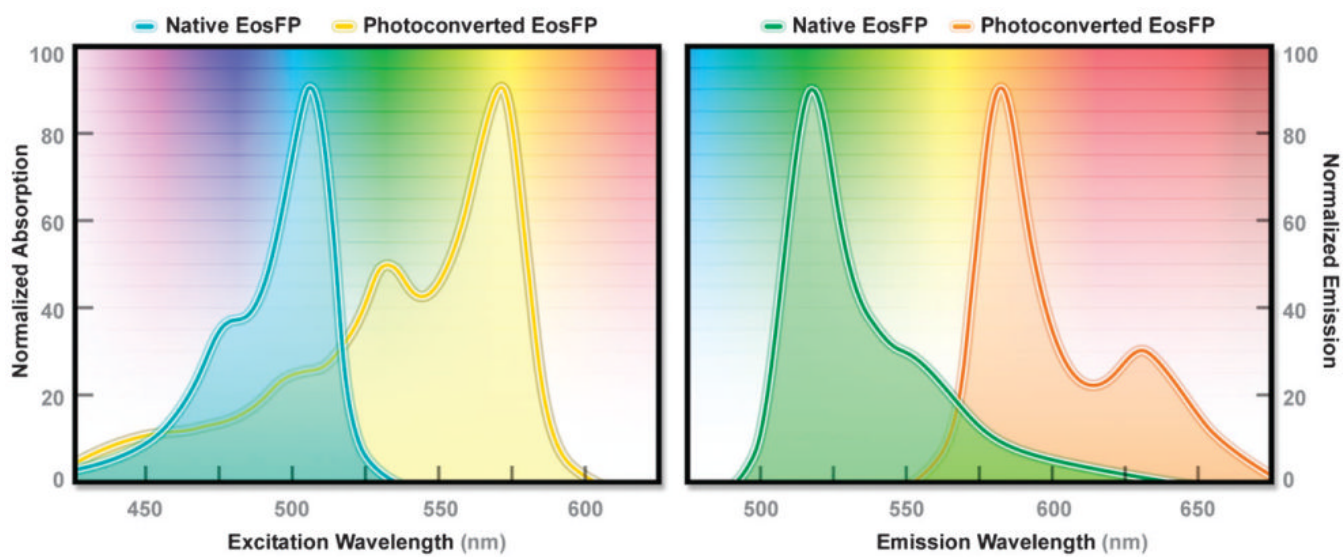 Native EosFP Photoconverted EosFP
Native EosFP Photoconverted EosFP
100
80
60
40
20
0
Normalized Absorption
450 500 550 600
Excitation Wavelength (nm)
100
80
60
40
20
0
Normalized Emission
500 550 600 650
Emission Wavelength (nm)